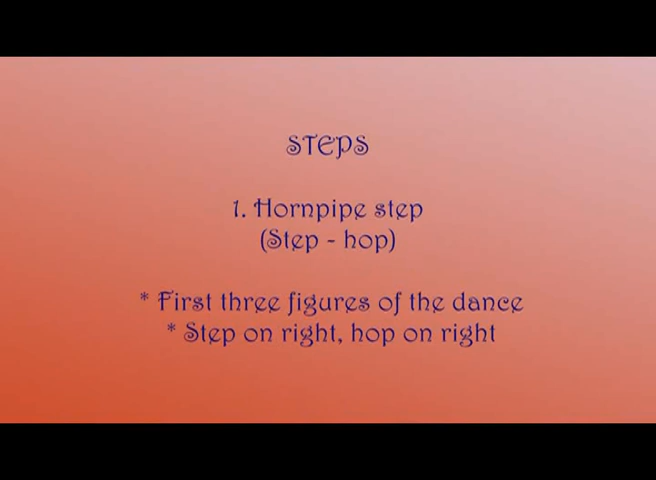 STEPS
1. Hornpipe step
(Step - hop)
* First three figures of the dance
* Step on right, hop on right